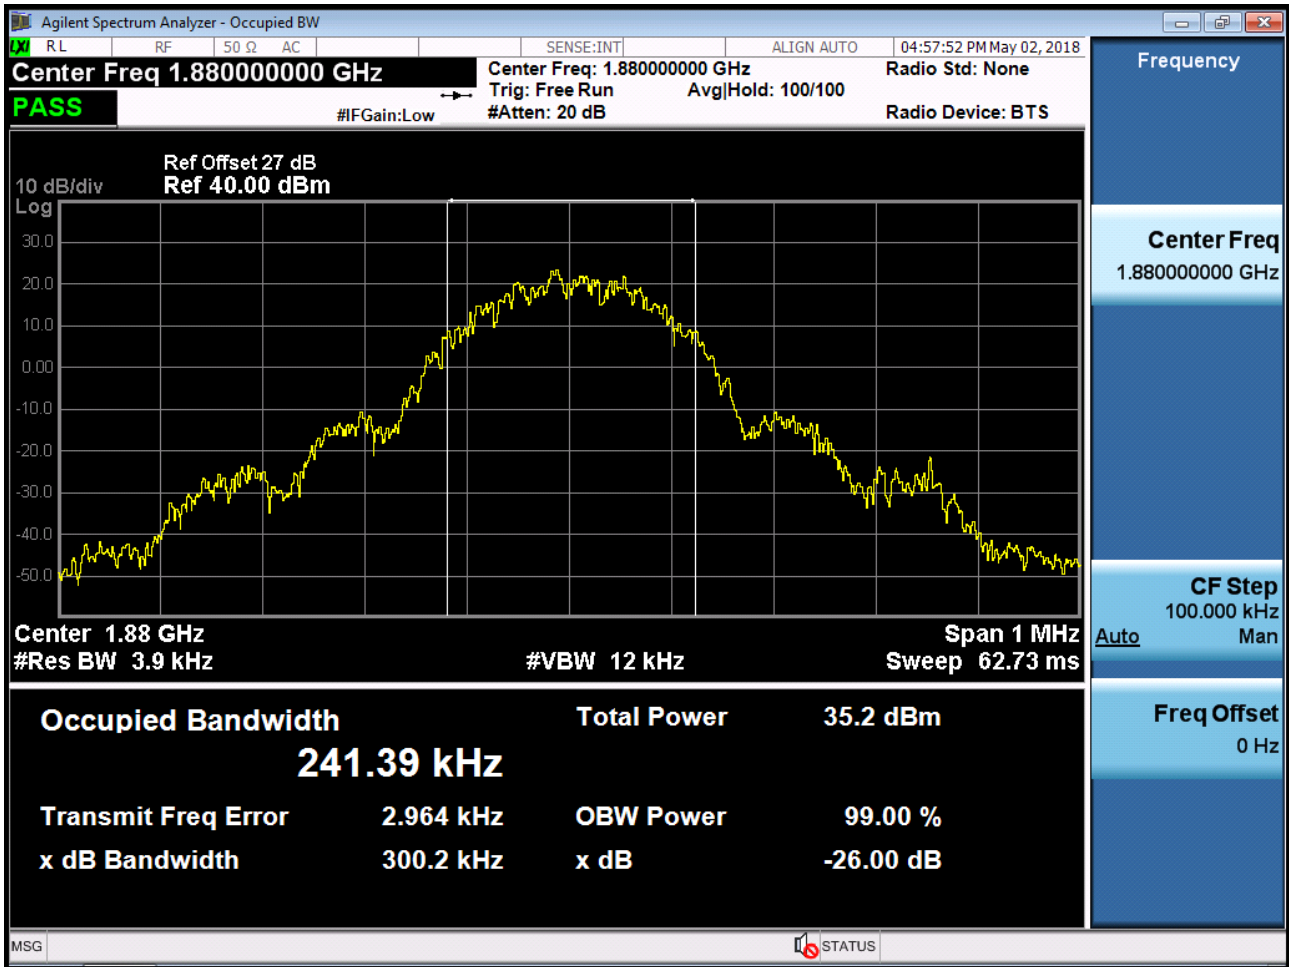 Agilent Spectrum Analyzer - Occupied BW
LXI RL RF 50 Ω AC SENSE:INT ALIGN AUTO 04:57:52 PM May 02, 2018
Center Freq 1.880000000 GHz
Center Freq: 1.880000000 GHz
Radio Std: None
Trig: Free Run Avg|Hold: 100/100
PASS
#IFGain:Low
#Atten: 20 dB
Radio Device: BTS
Ref Offset 27 dB
10 dB/div Ref 40.00 dBm
Log
30.0
20.0
10.0
0.00
-10.0
-20.0
-30.0
-40.0
-50.0
Center 1.88 GHz Span 1 MHz
#Res BW 3.9 kHz #VBW 12 kHz Sweep 62.73 ms
Occupied Bandwidth Total Power 35.2 dBm
241.39 kHz
Transmit Freq Error 2.964 kHz OBW Power 99.00 %
x dB Bandwidth 300.2 kHz x dB -26.00 dB
MSG STATUS
Frequency
Center Freq
1.880000000 GHz
CF Step
100.000 kHz
Auto Man
Freq Offset
0 Hz